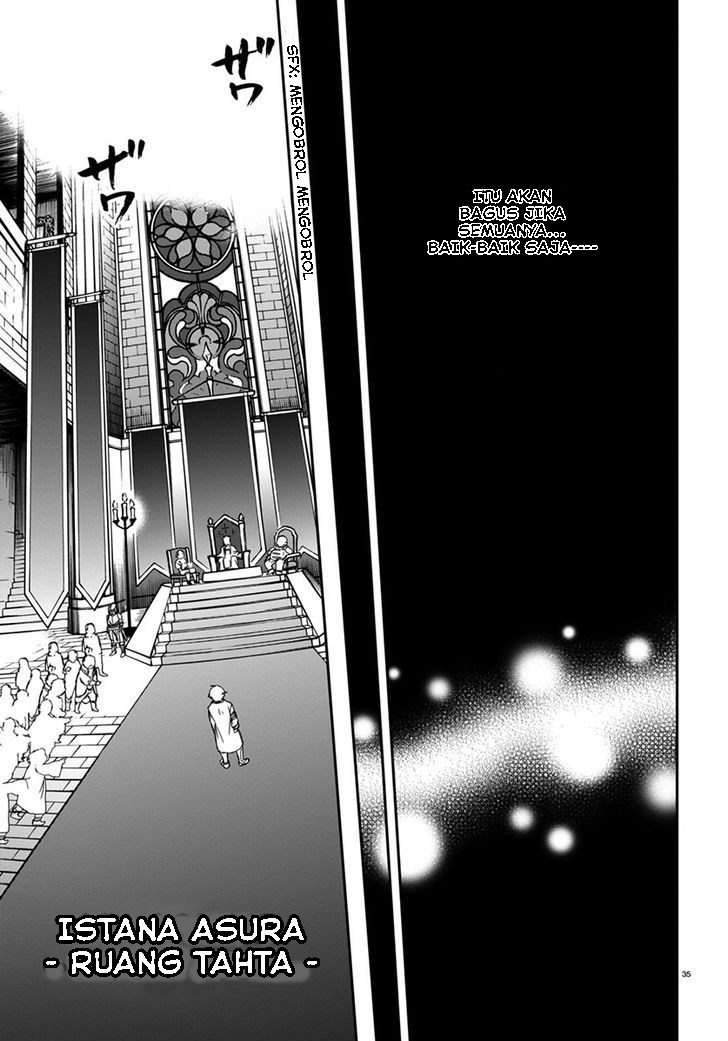 ITU AKAN
BAGUS JIKA
SEMUANYA...
BAIK-BAIK SAJA----
ザワ
ザワ
SFX: MENGOBROL MENGOBROL
ISTANA ASURA
- RUANG TAHTA -
35